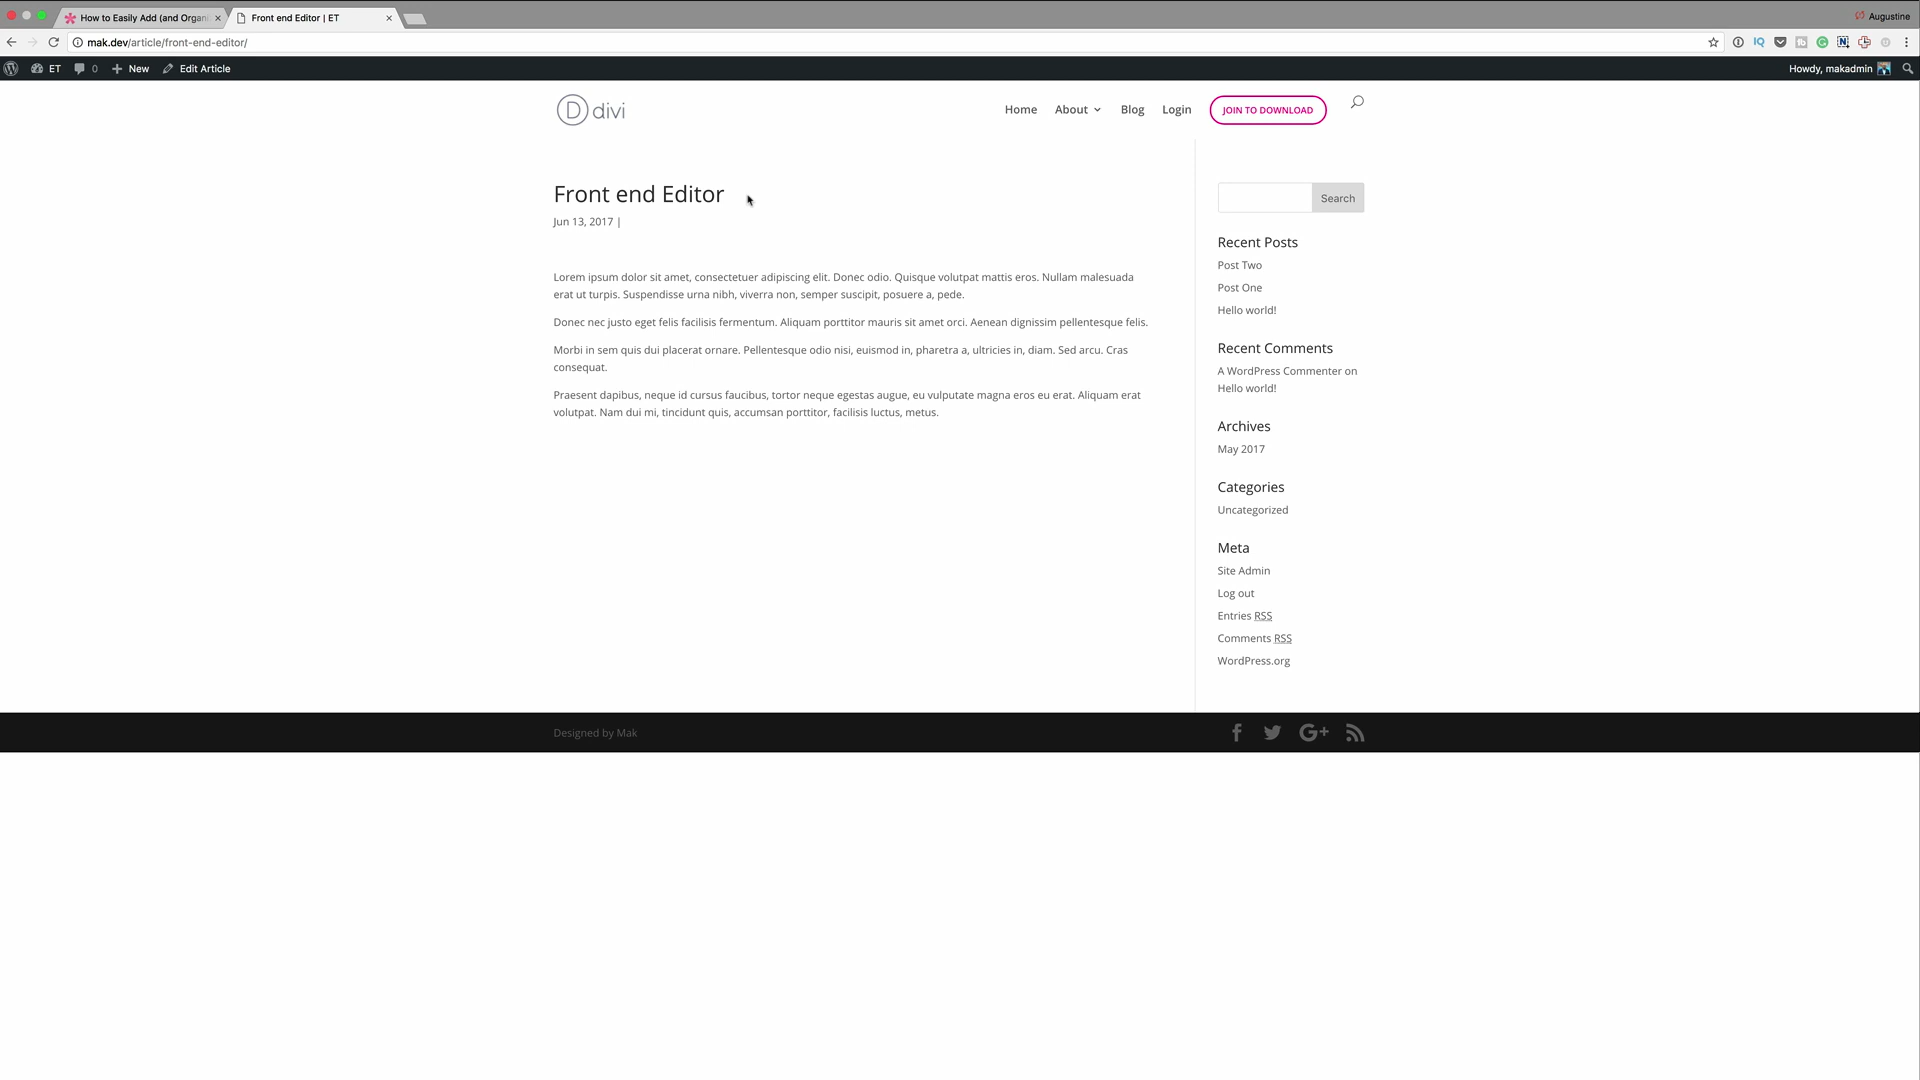 How to Easily Add (and Organi
Front end Editor | ET
Augustine
mak.dev/article/front-end-editor/
ET 0 New Edit Article
Howdy, makadmin
D divi
Home About Blog Login JOIN TO DOWNLOAD
Front end Editor
Jun 13, 2017 |
Lorem ipsum dolor sit amet, consectetuer adipiscing elit. Donec odio. Quisque volutpat mattis eros. Nullam malesuada
erat ut turpis. Suspendisse urna nibh, viverra non, semper suscipit, posuere a, pede.
Donec nec justo eget felis facilisis fermentum. Aliquam porttitor mauris sit amet orci. Aenean dignissim pellentesque felis.
Morbi in sem quis dui placerat ornare. Pellentesque odio nisi, euismod in, pharetra a, ultricies in, diam. Sed arcu. Cras
consequat.
Praesent dapibus, neque id cursus faucibus, tortor neque egestas augue, eu vulputate magna eros eu erat. Aliquam erat
volutpat. Nam dui mi, tincidunt quis, accumsan porttitor, facilisis luctus, metus.
Search
Recent Posts
Post Two
Post One
Hello world!
Recent Comments
A WordPress Commenter on
Hello world!
Archives
May 2017
Categories
Uncategorized
Meta
Site Admin
Log out
Entries RSS
Comments RSS
WordPress.org
Designed by Mak